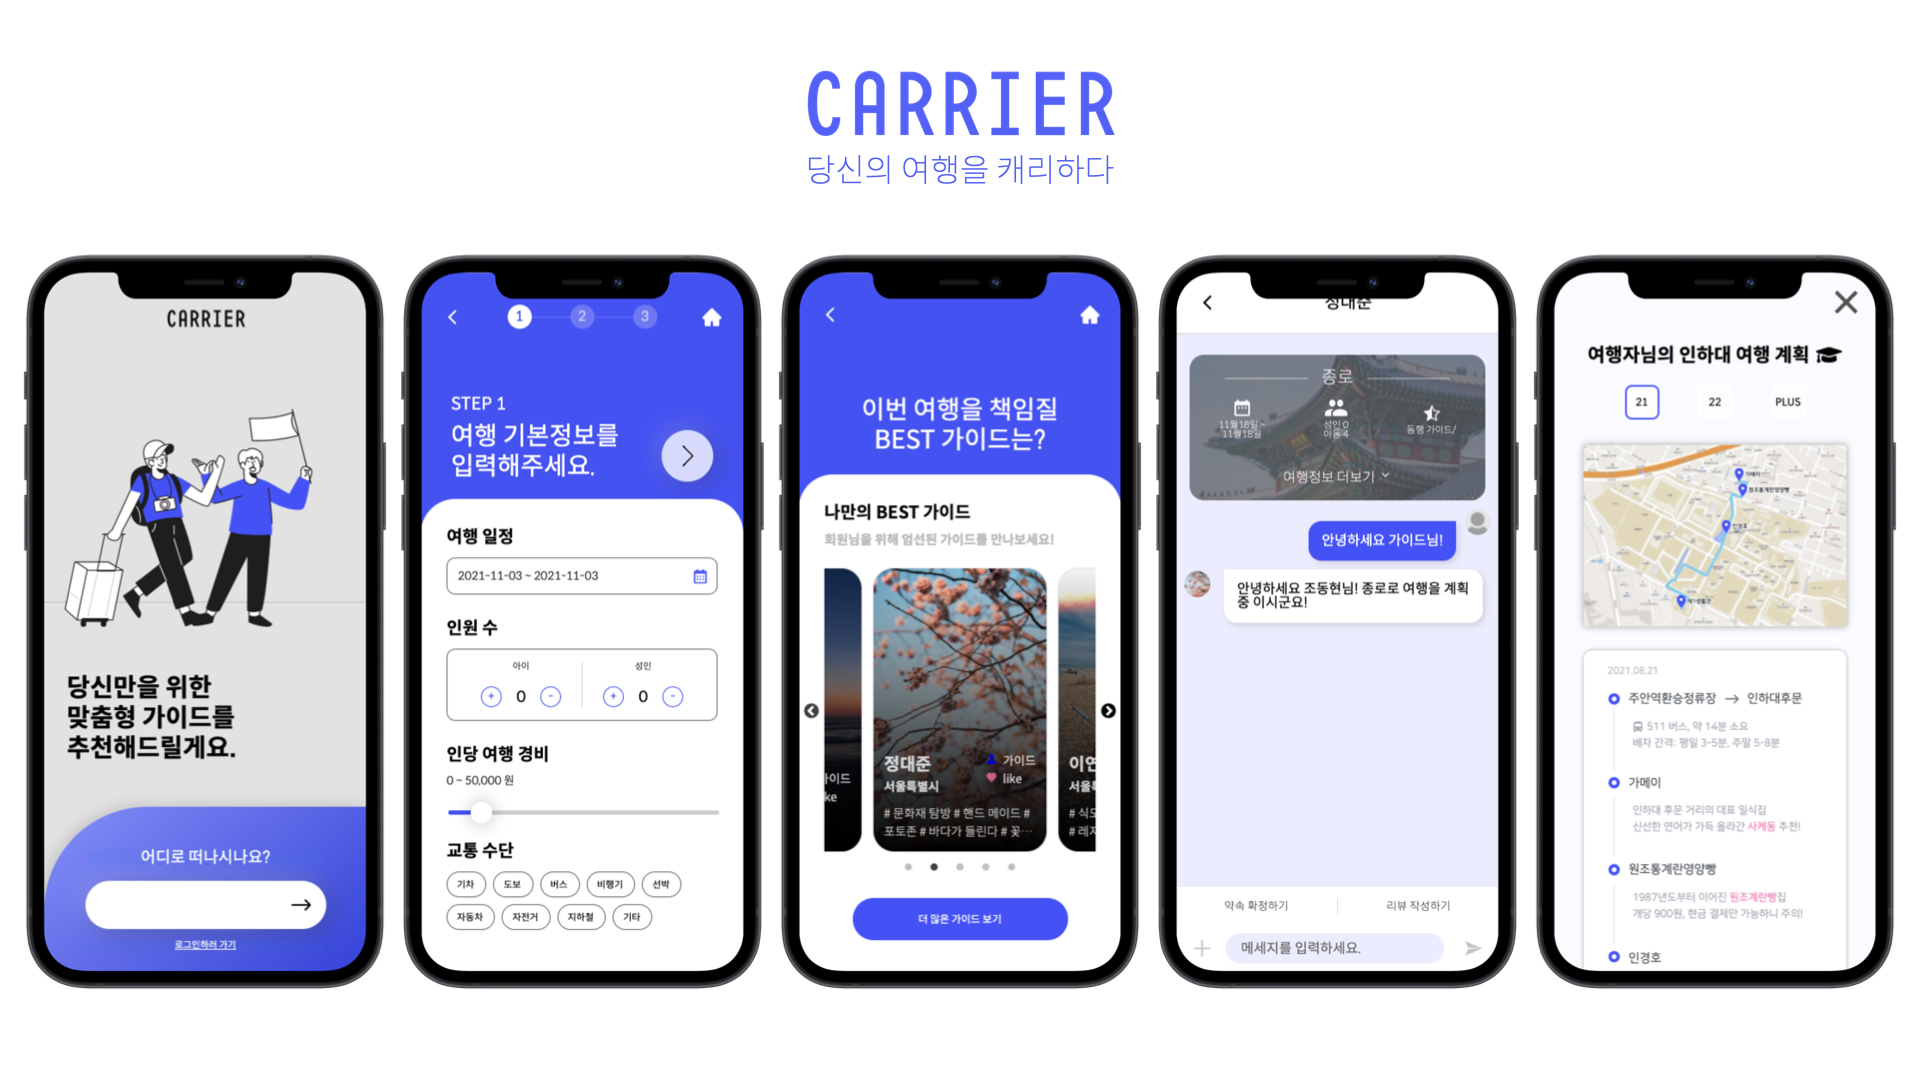 CARRIER
당신의 여행을 캐리하다
CARRIER
당신만을 위한
맞춤형 가이드를
추천해드릴게요.
어디로 떠나시나요?
로그인하러 가기
1 2 3
STEP 1
여행 기본정보를
입력해주세요.
여행 일정
2021-11-03 ~ 2021-11-03
인원 수
아이 성인
+ 0 - + 0 -
인당 여행 경비
0 ~ 50,000 원
교통 수단
기차 도보 버스 비행기 선박
자동차 자전거 지하철 기타
이번 여행을 책임질
BEST 가이드는?
나만의 BEST 가이드
회원님을 위해 엄선된 가이드를 만나보세요!
정대준 가이드
서울특별시 like
# 문화재 탐방 # 핸드 메이드 #
포토존 # 바다가 들린다 # 꽃…
더 많은 가이드 보기
정대준
종로
11월18일 ~
11월18일
성인 0
아동 4
동행 가이드/
여행정보 더보기
안녕하세요 가이드님!
안녕하세요 조동현님! 종로로 여행을 계획
중 이시군요!
약속 확정하기 리뷰 작성하기
메세지를 입력하세요.
여행자님의 인하대 여행 계획
21 22 PLUS
가메이
원조통계란영양빵
인경호
2021.08.21
주안역환승정류장 → 인하대후문
511 버스, 약 14분 소요
배차 간격: 평일 3-5분, 주말 5-8분
가메이
인하대 후문 거리의 대표 일식집
신선한 연어가 가득 올라간 사케동 추천!
원조통계란영양빵
1987년도부터 이어진 원조계란빵집
개당 900원, 현금 결제만 가능하니 주의!
인경호